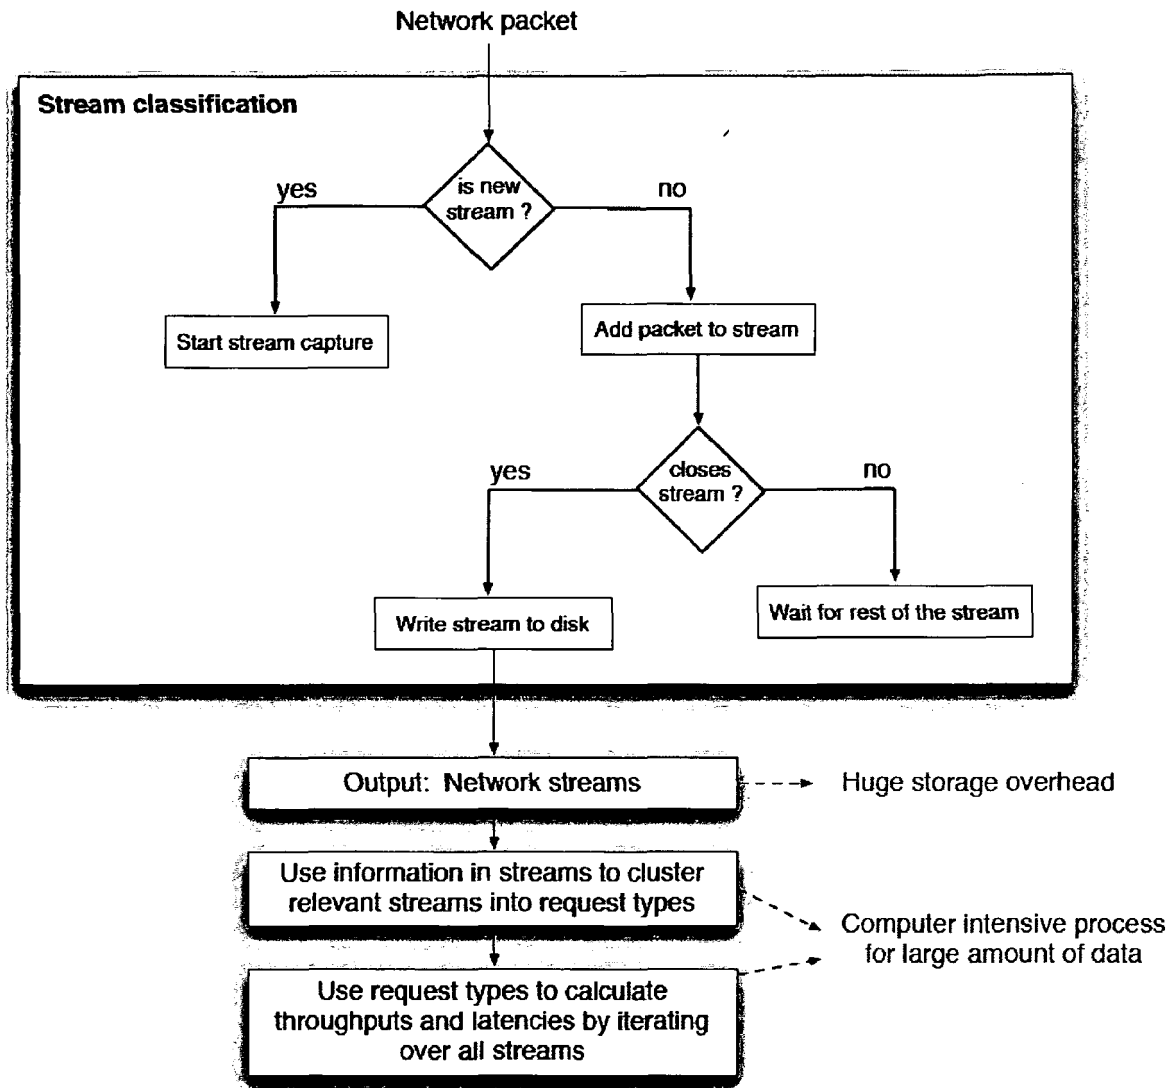 Network packet
Stream classification
is new
stream ?
yes
no
Start stream capture
Add packet to stream
closes
stream ?
yes
no
Write stream to disk
Wait for rest of the stream
Output: Network streams
Huge storage overhead
Use information in streams to cluster
relevant streams into request types
Computer intensive process
for large amount of data
Use request types to calculate
throughputs and latencies by iterating
over all streams